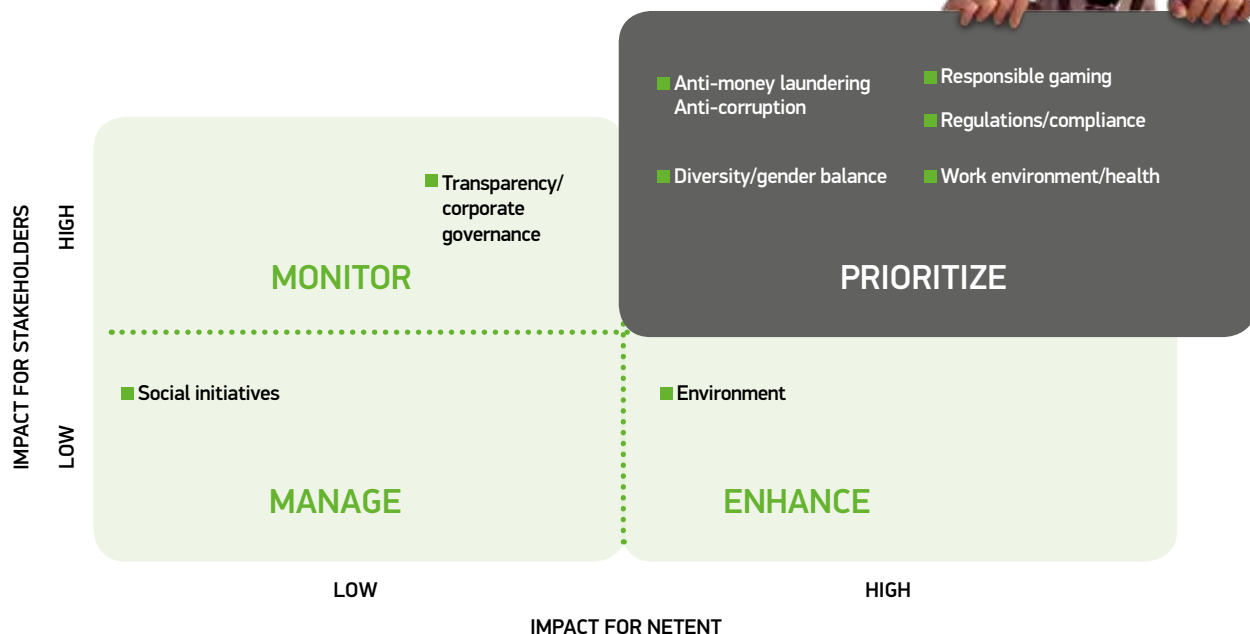 Anti-money laundering
Anti-corruption
Responsible gaming
Regulations/compliance
Diversity/gender balance
Work environment/health
PRIORITIZE
Transparency/
corporate
governance
MONITOR
IMPACT FOR STAKEHOLDERS
HIGH
LOW
Social initiatives
MANAGE
Environment
ENHANCE
LOW
HIGH
IMPACT FOR NETENT